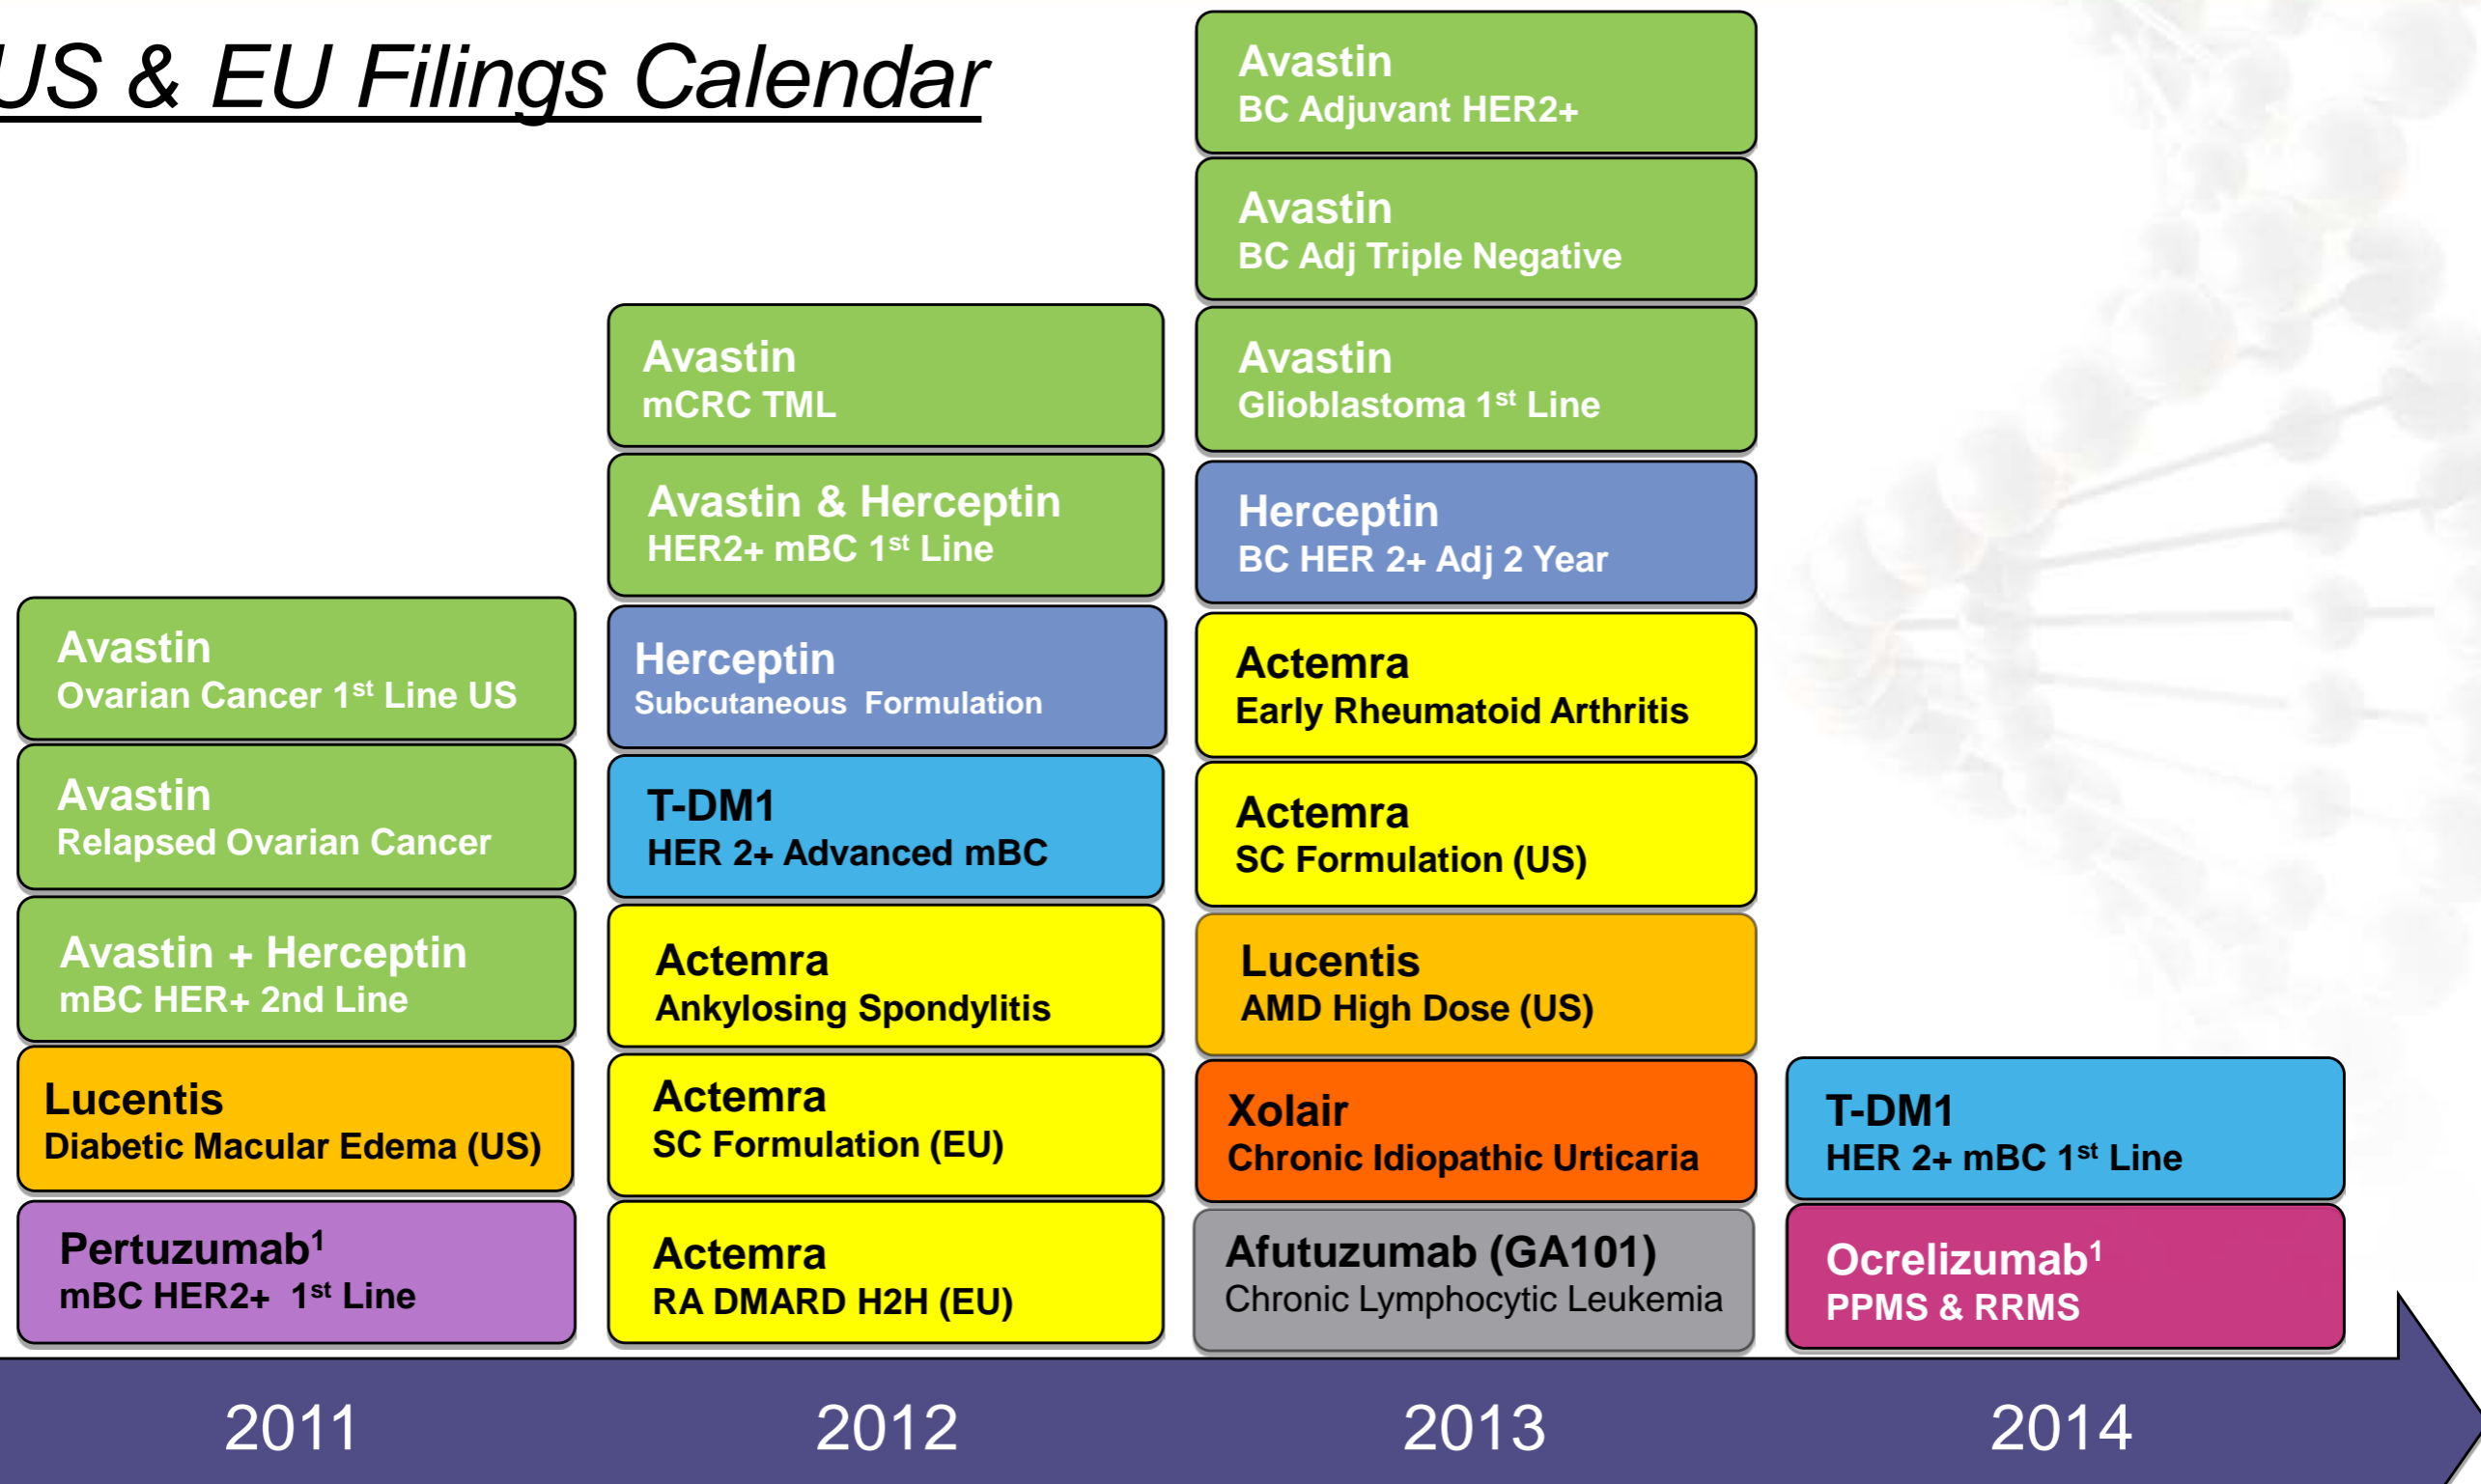 US & EU Filings Calendar
Avastin
Ovarian Cancer 1st Line US
Avastin
Relapsed Ovarian Cancer
Avastin + Herceptin
mBC HER+ 2nd Line
Lucentis
Diabetic Macular Edema (US)
Pertuzumab1
mBC HER2+ 1st Line
2011
Avastin
mCRC TML
Avastin & Herceptin
HER2+ mBC 1st Line
Herceptin
Subcutaneous Formulation
T-DM1
HER 2+ Advanced mBC
Actemra
Ankylosing Spondylitis
Actemra
SC Formulation (EU)
Actemra
RA DMARD H2H (EU)
2012
Avastin
BC Adjuvant HER2+
Avastin
BC Adj Triple Negative
Avastin
Glioblastoma 1st Line
Herceptin
BC HER 2+ Adj 2 Year
Actemra
Early Rheumatoid Arthritis
Actemra
SC Formulation (US)
Lucentis
AMD High Dose (US)
Xolair
Chronic Idiopathic Urticaria
Afutuzumab (GA101)
Chronic Lymphocytic Leukemia
2013
T-DM1
HER 2+ mBC 1st Line
Ocrelizumab1
PPMS & RRMS
2014